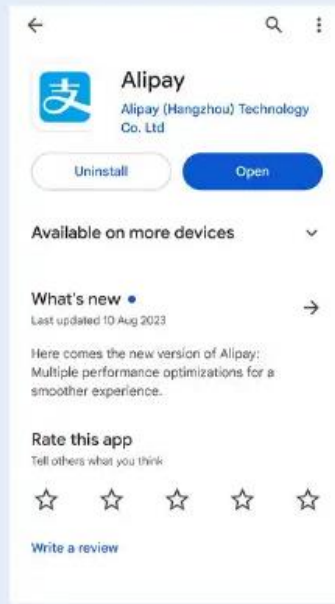 支
Alipay
Alipay (Hangzhou) Technology
Co. Ltd
Uninstall
Open
Available on more devices
What's new
Last updated 10 Aug 2023
Here comes the new version of Alipay:
Multiple performance optimizations for a
smoother experience.
Rate this app
Tell others what you think
Write a review